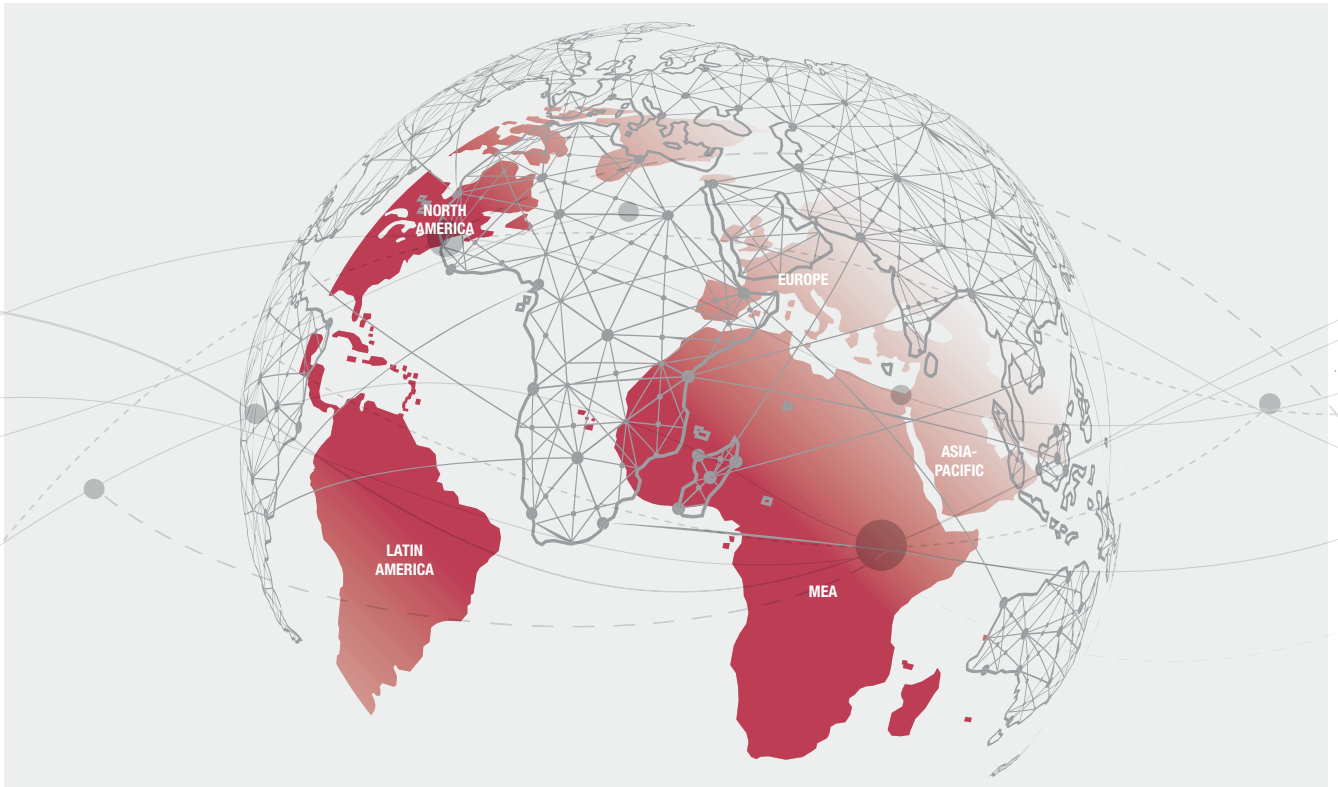 NORTH
AMERICA
EUROPE
ASIA-
PACIFIC
LATIN
AMERICA
MEA